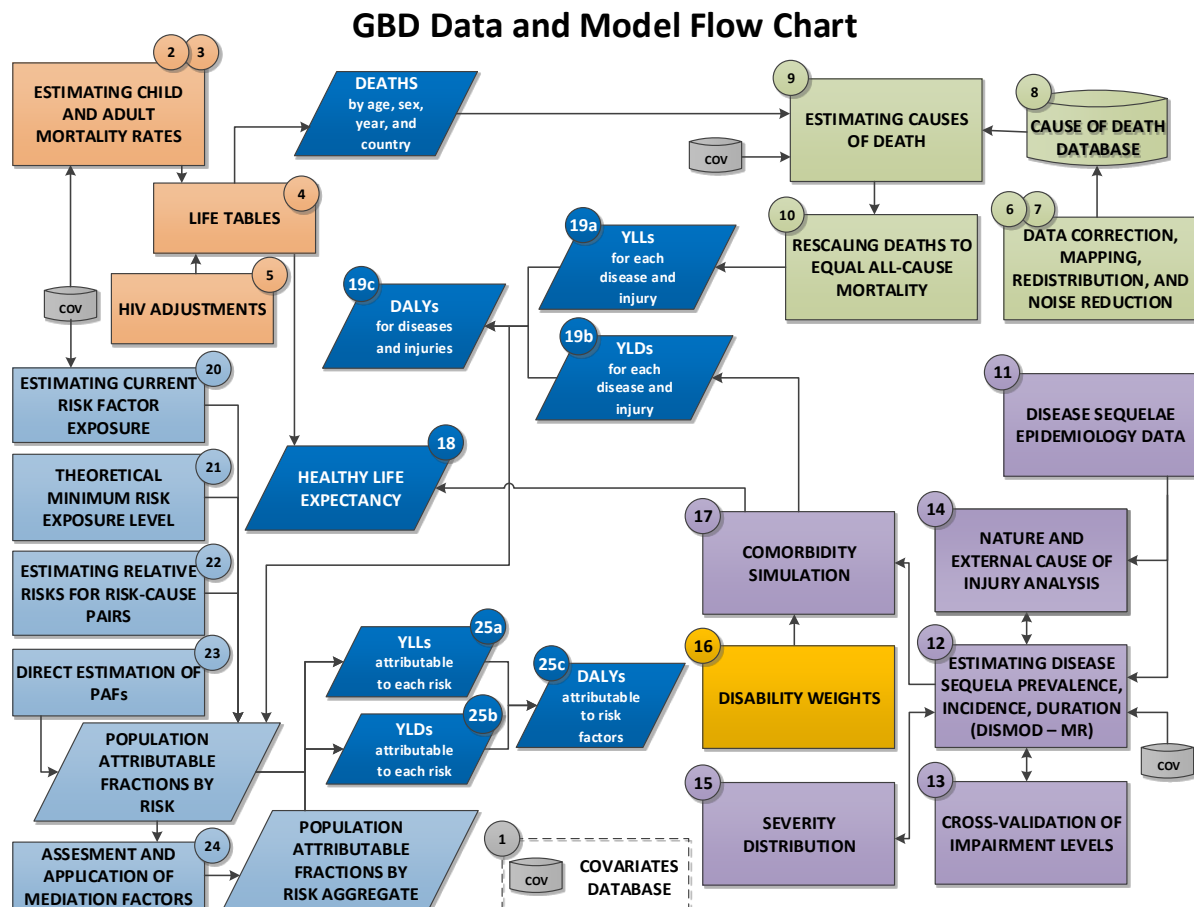 GBD Data and Model Flow Chart
2
3
ESTIMATING CHILD
AND ADULT
MORTALITY RATES
DEATHS
by age, sex,
year, and
country
9
ESTIMATING CAUSES
OF DEATH
8
CAUSE OF DEATH
DATABASE
COV
4
LIFE TABLES
5
HIV ADJUSTMENTS
COV
19a
YLLs
for each
disease and
injury
10
RESCALING DEATHS TO
EQUAL ALL-CAUSE
MORTALITY
6
7
DATA CORRECTION,
MAPPING,
REDISTRIBUTION, AND
NOISE REDUCTION
19c
DALYs
for diseases
and injuries
19b
YLDs
for each
disease and
injury
20
ESTIMATING CURRENT
RISK FACTOR
EXPOSURE
11
DISEASE SEQUELAE
EPIDEMIOLOGY DATA
18
HEALTHY LIFE
EXPECTANCY
21
THEORETICAL
MINIMUM RISK
EXPOSURE LEVEL
17
COMORBIDITY
SIMULATION
14
NATURE AND
EXTERNAL CAUSE OF
INJURY ANALYSIS
22
ESTIMATING RELATIVE
RISKS FOR RISK-CAUSE
PAIRS
23
DIRECT ESTIMATION OF
PAFs
25a
YLLs
attributable
to each risk
25b
YLDs
attributable
to each risk
25c
DALYs
attributable
to risk
factors
16
DISABILITY WEIGHTS
12
ESTIMATING DISEASE
SEQUELA PREVALENCE,
INCIDENCE, DURATION
(DISMOD – MR)
COV
POPULATION
ATTRIBUTABLE
FRACTIONS BY
RISK
15
SEVERITY
DISTRIBUTION
13
CROSS-VALIDATION OF
IMPAIRMENT LEVELS
24
ASSESMENT AND
APPLICATION OF
MEDIATION FACTORS
POPULATION
ATTRIBUTABLE
FRACTIONS BY
RISK AGGREGATE
1
COV
COVARIATES
DATABASE